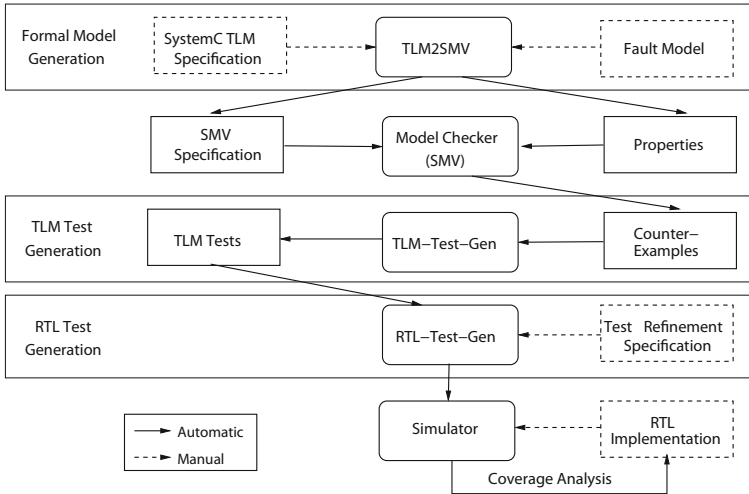 Formal Model
Generation
SystemC TLM
Specification
TLM2SMV
Fault Model
SMV
Specification
Model Checker
(SMV)
Properties
TLM Test
Generation
TLM Tests
TLM−Test−Gen
Counter−
Examples
RTL Test
Generation
RTL−Test−Gen
Test Refinement
Specification
Automatic
Manual
Simulator
RTL
Implementation
Coverage Analysis